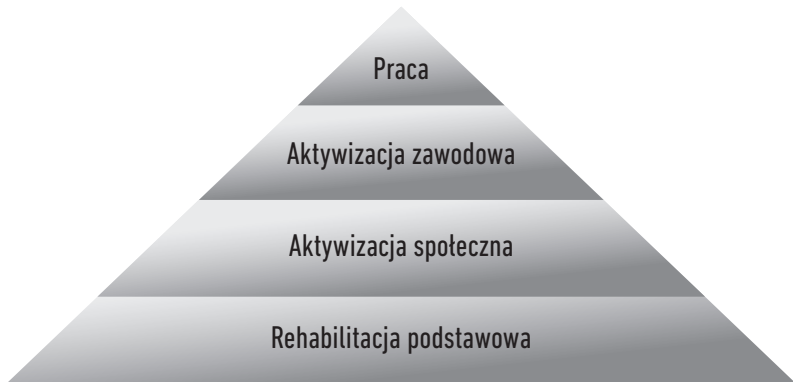 Praca
Aktywizacja zawodowa
Aktywizacja społeczna
Rehabilitacja podstawowa